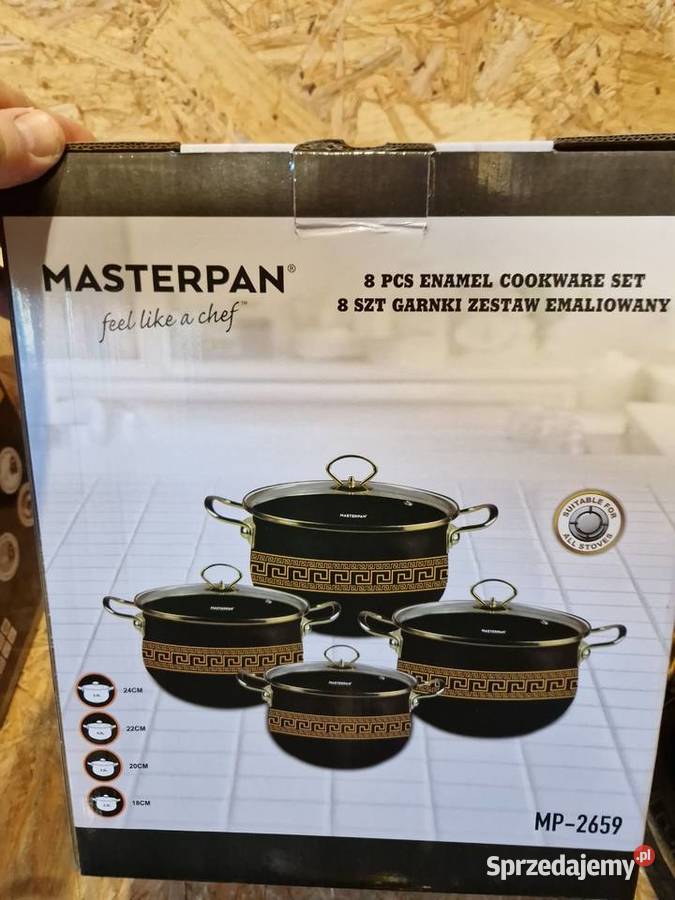 MASTERPAN®
feel like a chef™
8 PCS ENAMEL COOKWARE SET
8 SZT GARNKI ZESTAW EMALIOWANY
MASTERPAN
SUITABLE FOR
ALL STOVES
MASTERPAN
MASTERPAN
MASTERPAN
24CM
22CM
20CM
18CM
MP-2659
Sprzedajemy.pl